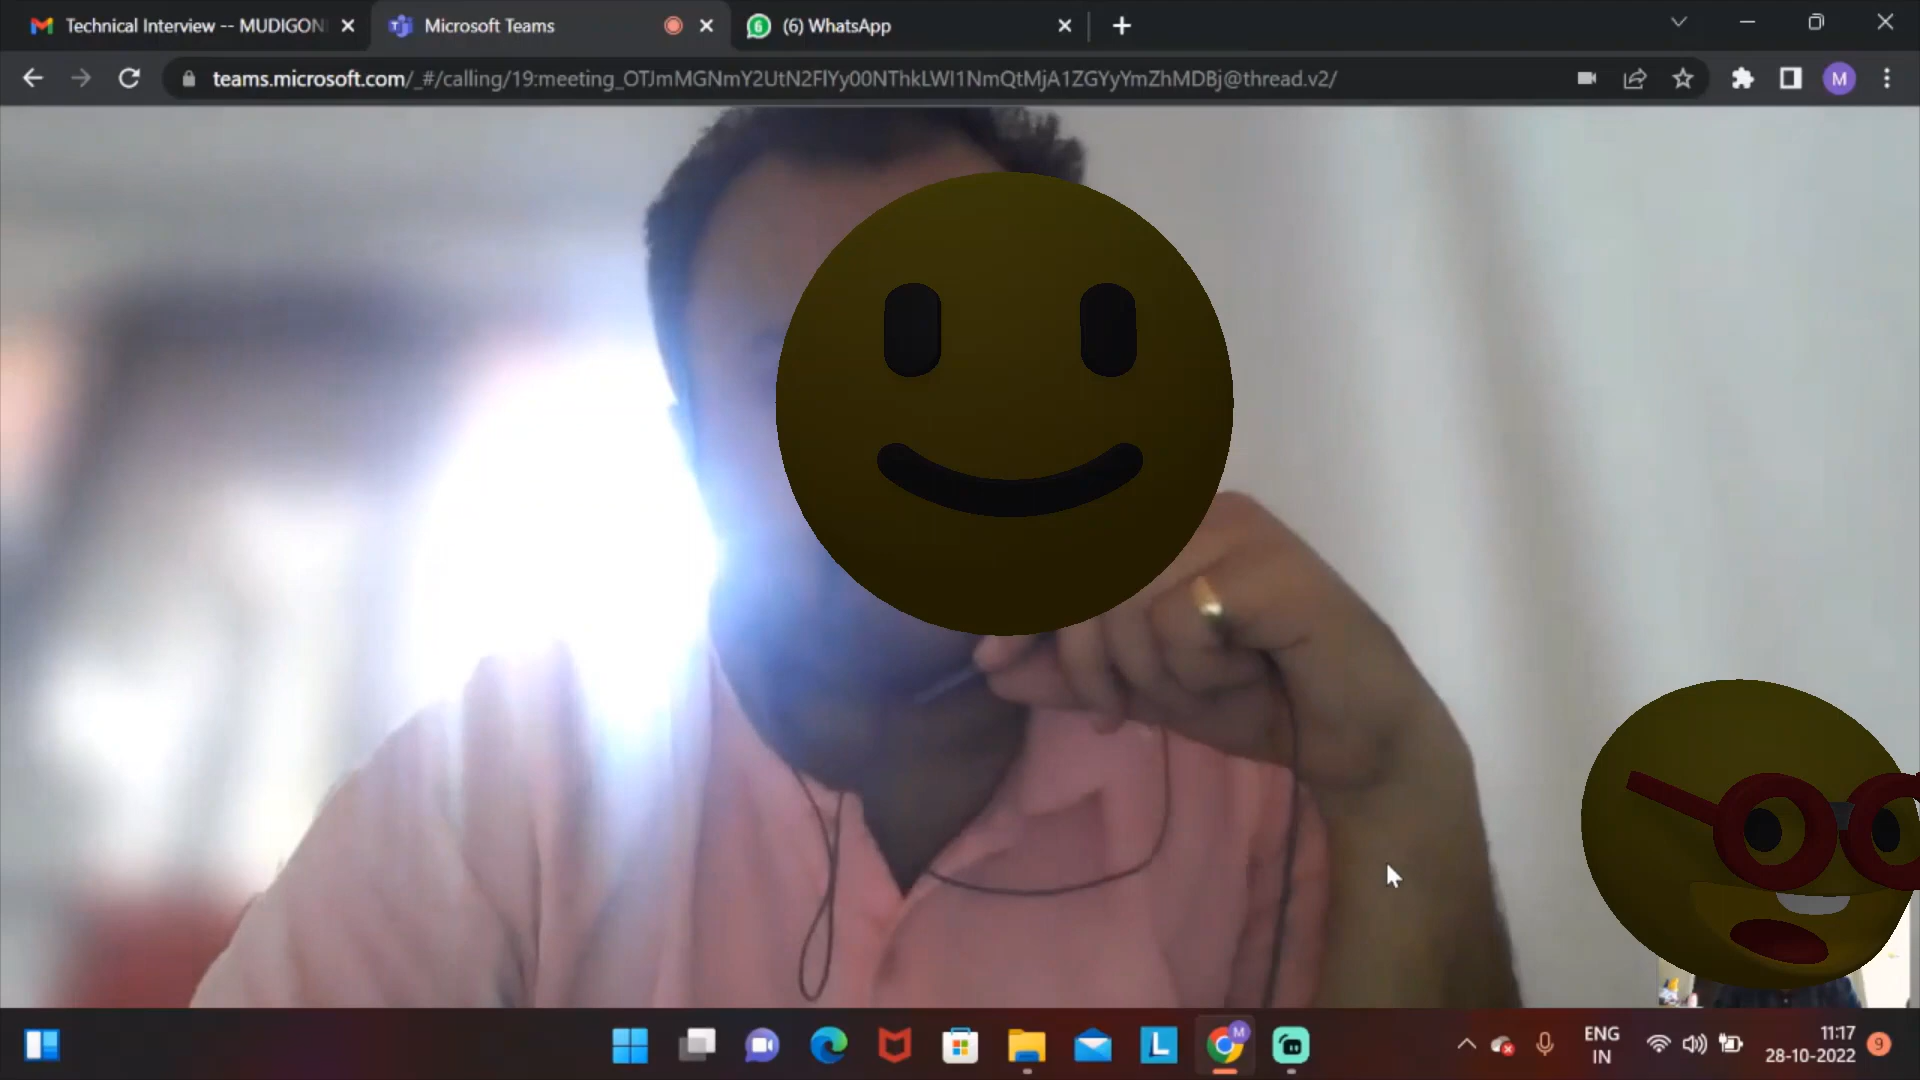 Technical Interview -- MUDIGON
Microsoft Teams
6
(6) WhatsApp
teams.microsoft.com/_#/calling/19:meeting_OTJmMGNmY2UtN2FlYy00NThkLWI1NmQtMjA1ZGYyYmZhMDBj@thread.v2/
M
M
L
ENG
IN
11:17
28-10-2022
9